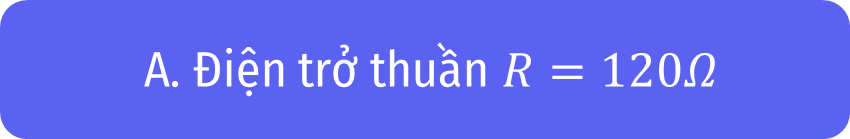 A. Điện trở thuần R = 120Ω